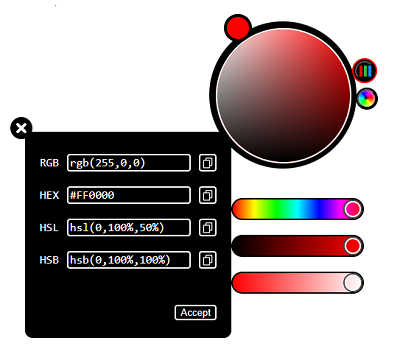 RGB rgb(255,0,0)
HEX #FF0000
HSL hsl(0,100%,50%)
HSB hsb(0,100%,100%)
Accept